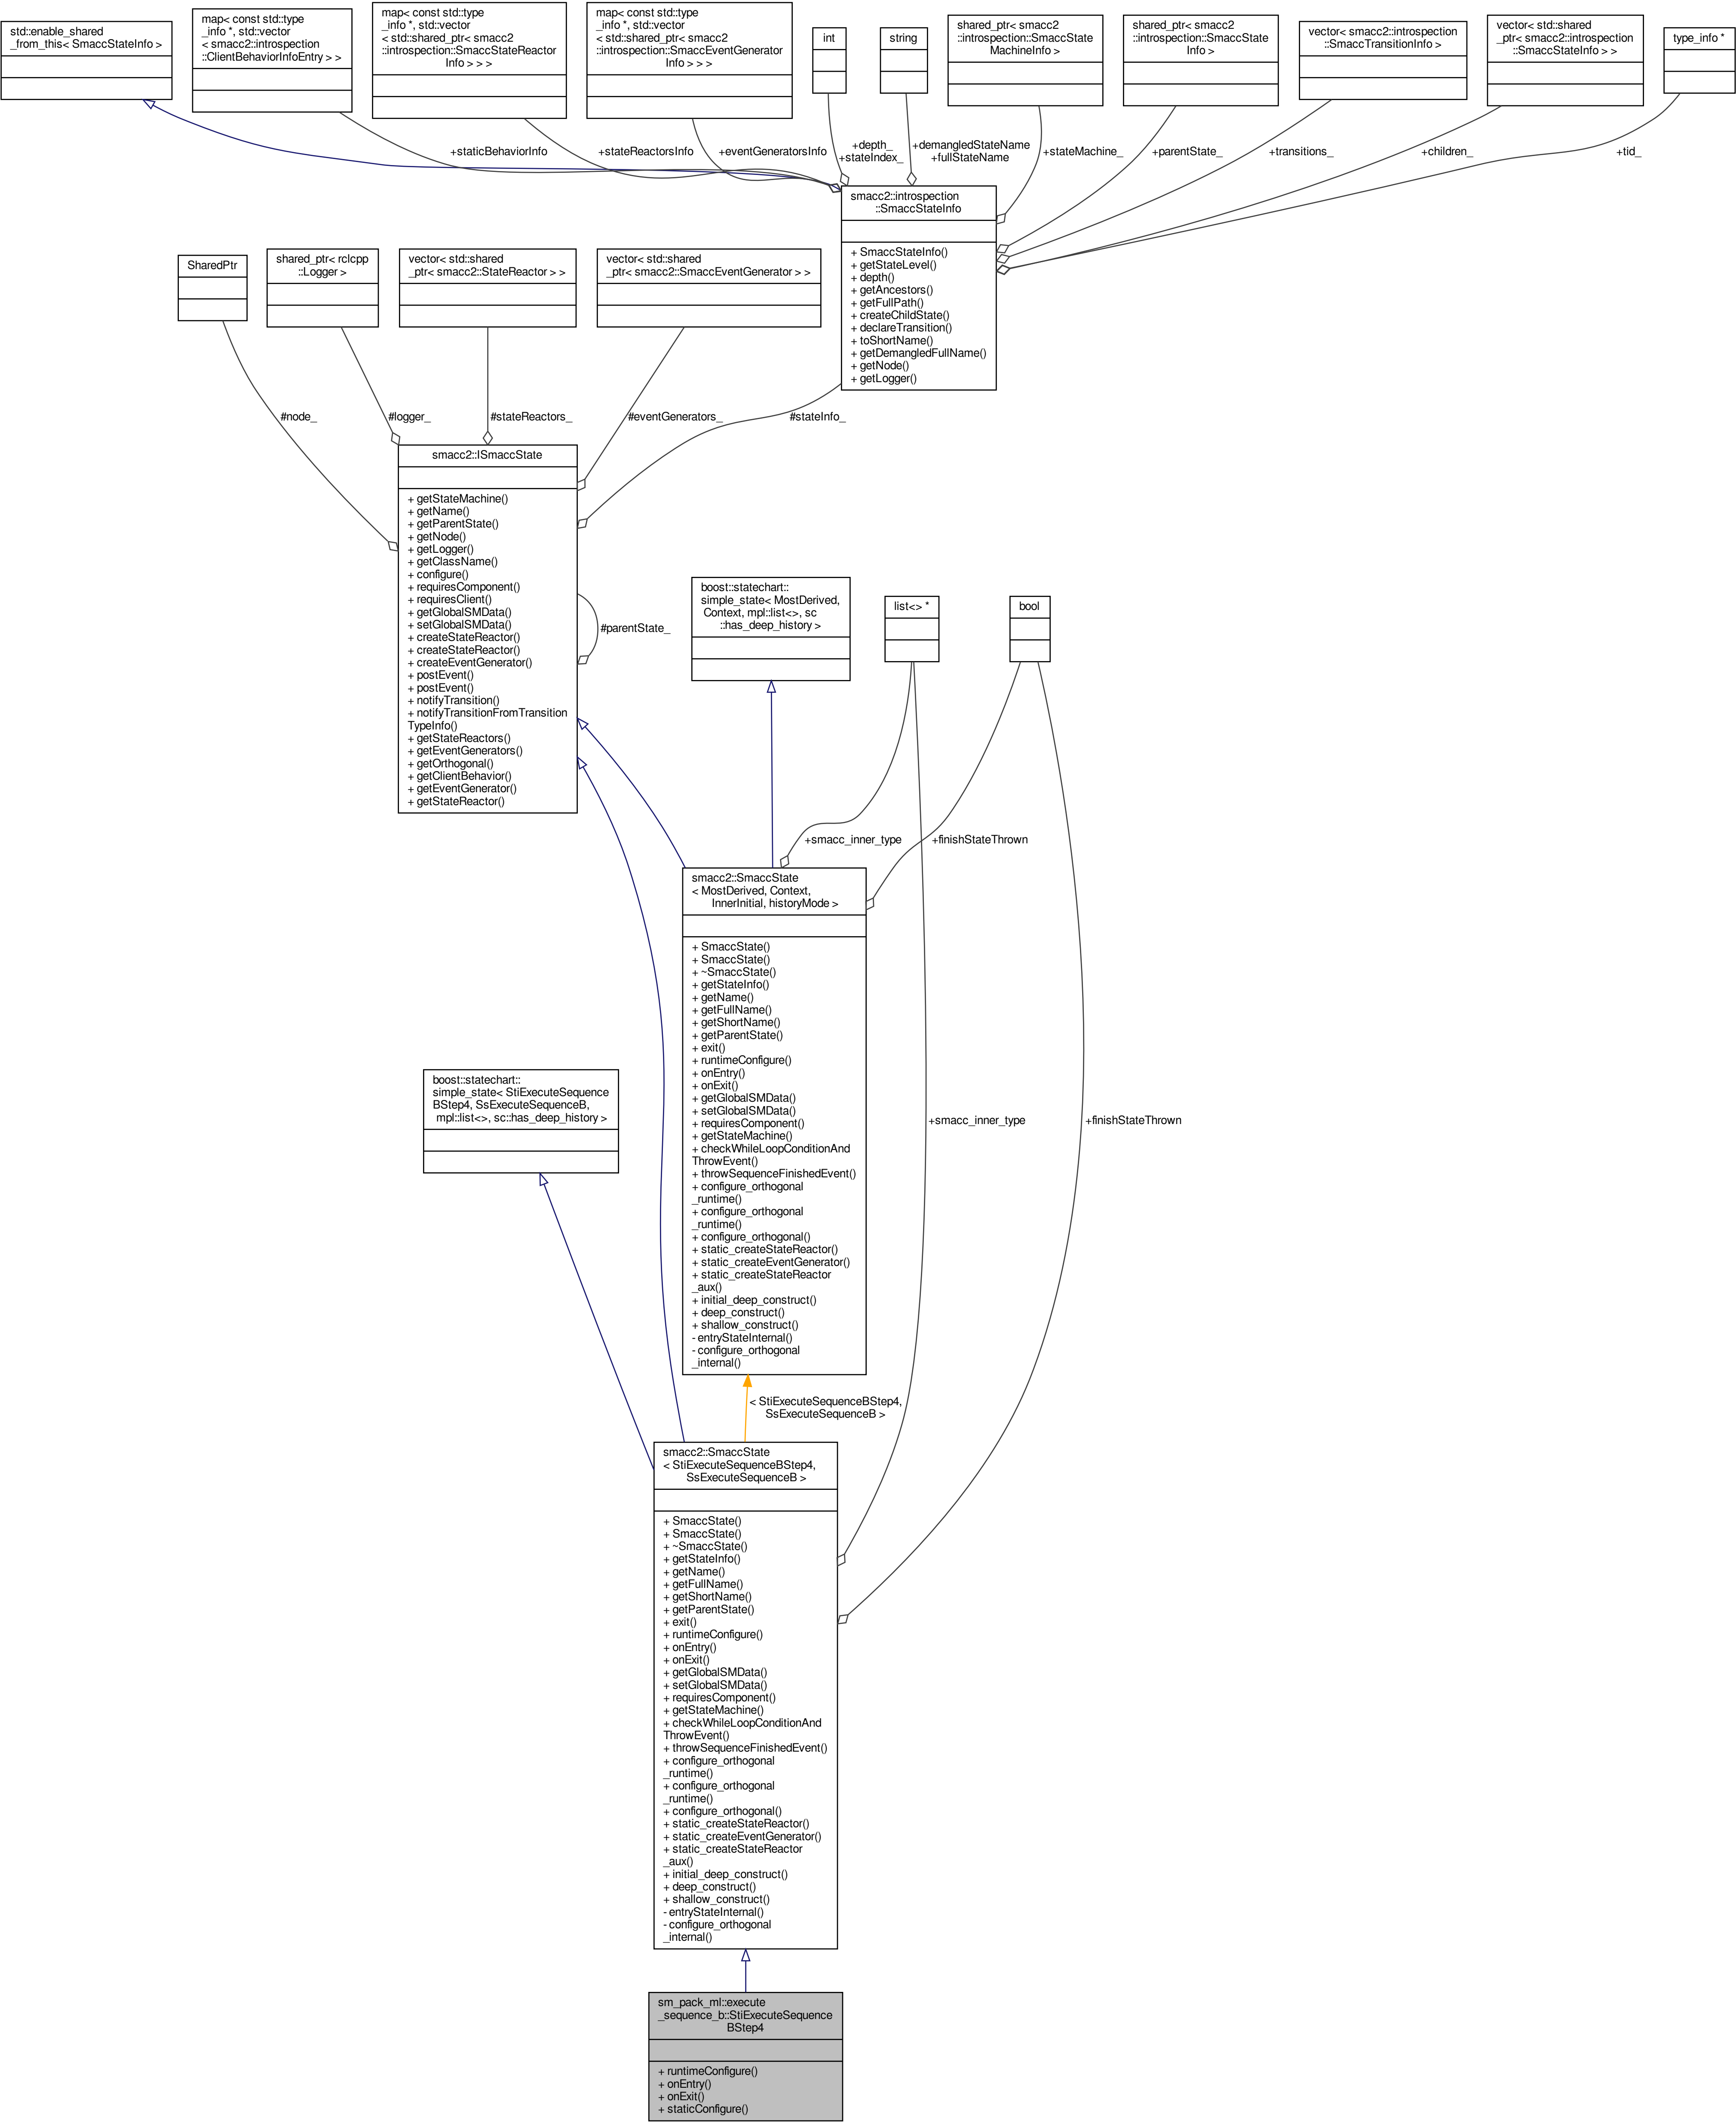 std::enable_shared
_from_this< SmaccStateInfo >
map< const std::type
_info *, std::vector
< smacc2::introspection
::ClientBehaviorInfoEntry > >
map< const std::type
_info *, std::vector
< std::shared_ptr< smacc2
::introspection::SmaccStateReactor
Info > > >
map< const std::type
_info *, std::vector
< std::shared_ptr< smacc2
::introspection::SmaccEventGenerator
Info > > >
int
string
shared_ptr< smacc2
::introspection::SmaccState
MachineInfo >
shared_ptr< smacc2
::introspection::SmaccState
Info >
vector< smacc2::introspection
::SmaccTransitionInfo >
vector< std::shared
_ptr< smacc2::introspection
::SmaccStateInfo > >
type_info *
+staticBehaviorInfo
+stateReactorsInfo
+eventGeneratorsInfo
+depth_
+stateIndex_
+demangledStateName
+fullStateName
+stateMachine_
+parentState_
+transitions_
+children_
+tid_
smacc2::introspection
::SmaccStateInfo
+ SmaccStateInfo()
+ getStateLevel()
+ depth()
+ getAncestors()
+ getFullPath()
+ createChildState()
+ declareTransition()
+ toShortName()
+ getDemangledFullName()
+ getNode()
+ getLogger()
SharedPtr
shared_ptr< rclcpp
::Logger >
vector< std::shared
_ptr< smacc2::StateReactor > >
vector< std::shared
_ptr< smacc2::SmaccEventGenerator > >
#node_
#logger_
#stateReactors_
#eventGenerators_
#stateInfo_
smacc2::ISmaccState
+ getStateMachine()
+ getName()
+ getParentState()
+ getNode()
+ getLogger()
+ getClassName()
+ configure()
+ requiresComponent()
+ requiresClient()
+ getGlobalSMData()
+ setGlobalSMData()
+ createStateReactor()
+ createStateReactor()
+ createEventGenerator()
+ postEvent()
+ postEvent()
+ notifyTransition()
+ notifyTransitionFromTransition
TypeInfo()
+ getStateReactors()
+ getEventGenerators()
+ getOrthogonal()
+ getClientBehavior()
+ getEventGenerator()
+ getStateReactor()
#parentState_
boost::statechart::
simple_state< MostDerived,
Context, mpl::list<>, sc
::has_deep_history >
list<> *
bool
+smacc_inner_type
+finishStateThrown
smacc2::SmaccState
< MostDerived, Context,
InnerInitial, historyMode >
+ SmaccState()
+ SmaccState()
+ ~SmaccState()
+ getStateInfo()
+ getName()
+ getFullName()
+ getShortName()
+ getParentState()
+ exit()
+ runtimeConfigure()
+ onEntry()
+ onExit()
+ getGlobalSMData()
+ setGlobalSMData()
+ requiresComponent()
+ getStateMachine()
+ checkWhileLoopConditionAnd
ThrowEvent()
+ throwSequenceFinishedEvent()
+ configure_orthogonal
_runtime()
+ configure_orthogonal
_runtime()
+ configure_orthogonal()
+ static_createStateReactor()
+ static_createEventGenerator()
+ static_createStateReactor
_aux()
+ initial_deep_construct()
+ deep_construct()
+ shallow_construct()
- entryStateInternal()
- configure_orthogonal
_internal()
boost::statechart::
simple_state< StiExecuteSequence
BStep4, SsExecuteSequenceB,
mpl::list<>, sc::has_deep_history >
+smacc_inner_type
+finishStateThrown
< StiExecuteSequenceBStep4,
SsExecuteSequenceB >
smacc2::SmaccState
< StiExecuteSequenceBStep4,
SsExecuteSequenceB >
+ SmaccState()
+ SmaccState()
+ ~SmaccState()
+ getStateInfo()
+ getName()
+ getFullName()
+ getShortName()
+ getParentState()
+ exit()
+ runtimeConfigure()
+ onEntry()
+ onExit()
+ getGlobalSMData()
+ setGlobalSMData()
+ requiresComponent()
+ getStateMachine()
+ checkWhileLoopConditionAnd
ThrowEvent()
+ throwSequenceFinishedEvent()
+ configure_orthogonal
_runtime()
+ configure_orthogonal
_runtime()
+ configure_orthogonal()
+ static_createStateReactor()
+ static_createEventGenerator()
+ static_createStateReactor
_aux()
+ initial_deep_construct()
+ deep_construct()
+ shallow_construct()
- entryStateInternal()
- configure_orthogonal
_internal()
sm_pack_ml::execute
_sequence_b::StiExecuteSequence
BStep4
+ runtimeConfigure()
+ onEntry()
+ onExit()
+ staticConfigure()